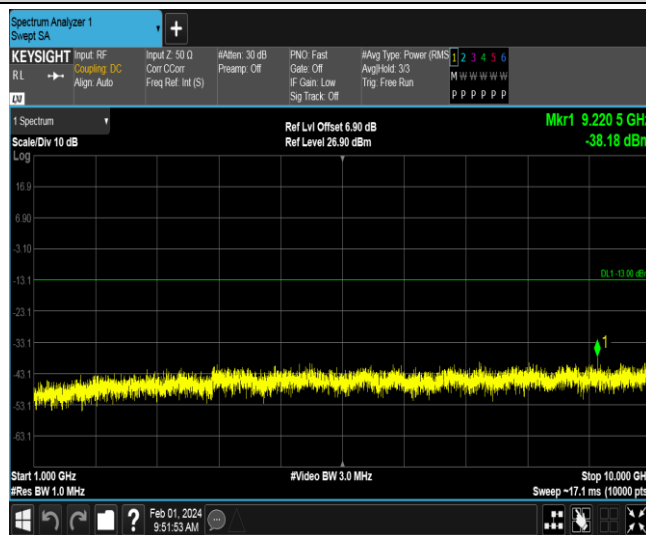 Spectrum Analyzer 1
Swept SA
+
KEYSIGHT
RL
LXI
Input: RF
Coupling: DC
Align: Auto
Input Z: 50 Ω
Corr CCorr
Freq Ref: Int (S)
#Atten: 30 dB
Preamp: Off
PNO: Fast
Gate: Off
IF Gain: Low
Sig Track: Off
#Avg Type: Power (RMS
Avg|Hold: 3/3
Trig: Free Run
1 2 3 4 5 6
M W W W W W
P P P P P P
1 Spectrum
Scale/Div 10 dB
Log
Ref Lvl Offset 6.90 dB
Ref Level 26.90 dBm
Mkr1 9.220 5 GHz
-38.18 dBm
16.9
6.90
-3.10
-13.1
-23.1
-33.1
-43.1
-53.1
-63.1
DL1 -13.00 dBm
1
Start 1.000 GHz
#Res BW 1.0 MHz
#Video BW 3.0 MHz
Stop 10.000 GHz
Sweep ~17.1 ms (10000 pts
?
Feb 01, 2024
9:51:53 AM